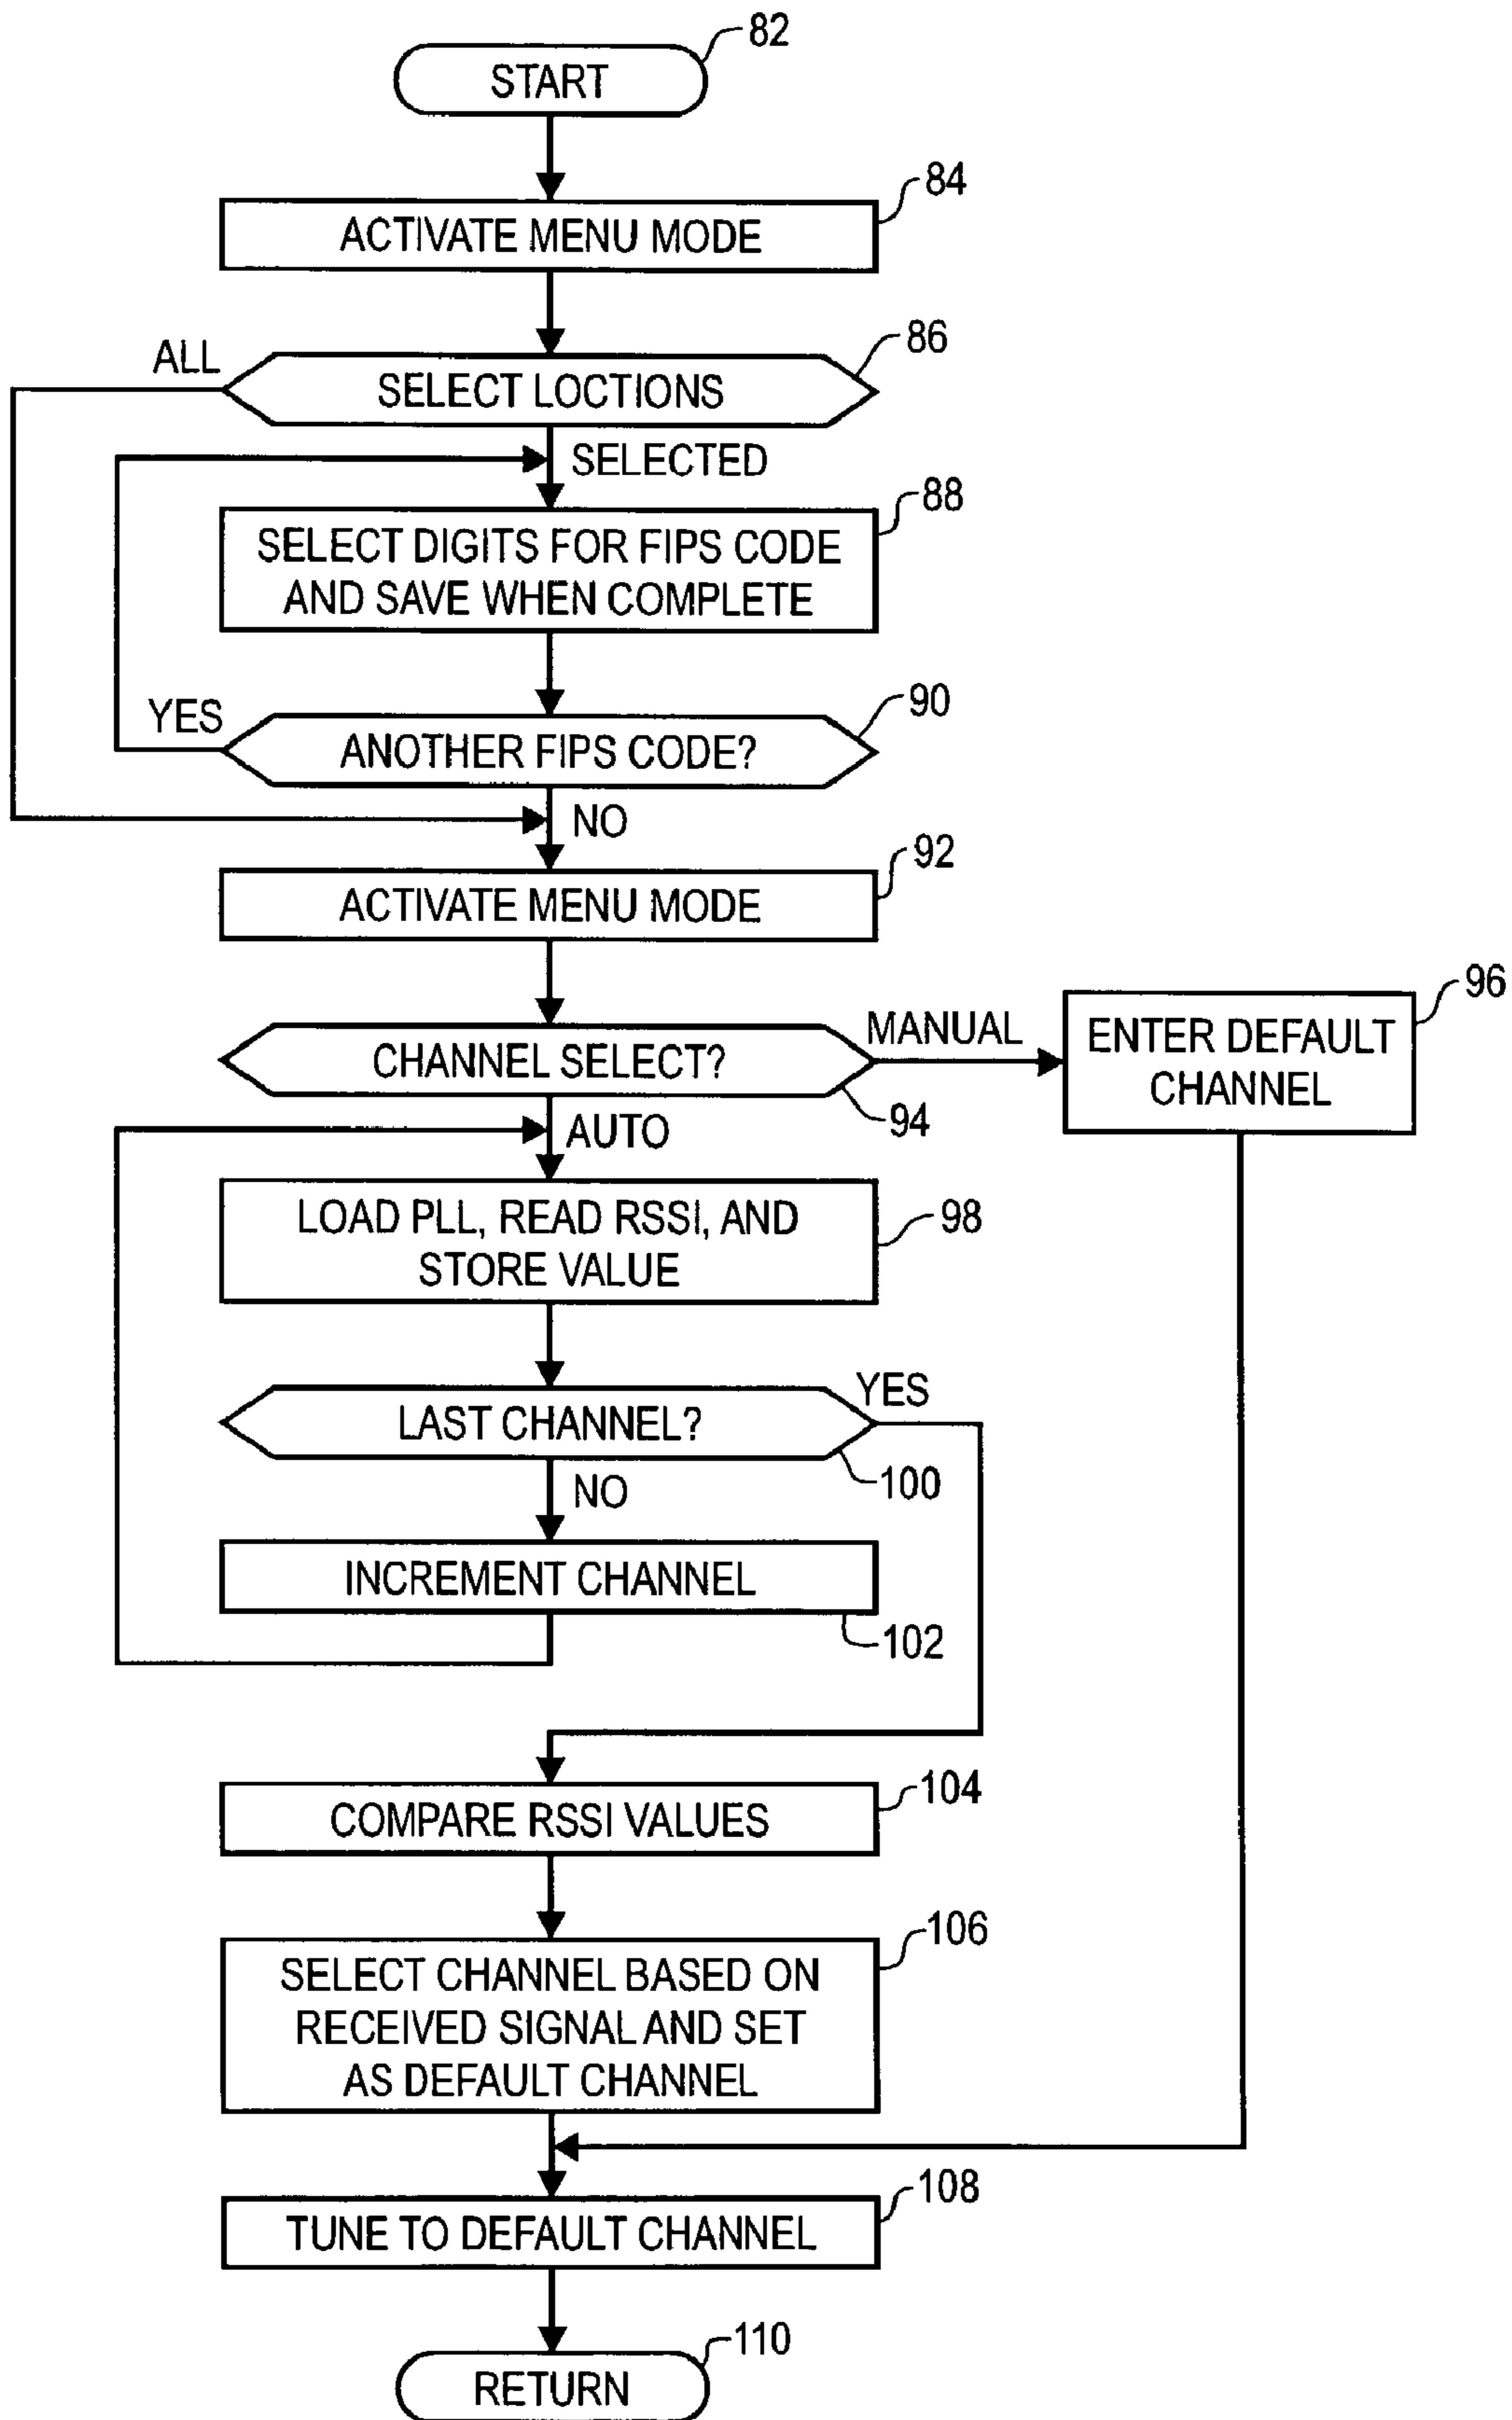 82
START
84
ACTIVATE MENU MODE
86
ALL
SELECT LOCTIONS
SELECTED
88
SELECT DIGITS FOR FIPS CODE
AND SAVE WHEN COMPLETE
90
YES
ANOTHER FIPS CODE?
NO
92
ACTIVATE MENU MODE
96
MANUAL
ENTER DEFAULT
CHANNEL
CHANNEL SELECT?
94
AUTO
98
LOAD PLL, READ RSSI, AND
STORE VALUE
YES
LAST CHANNEL?
100
NO
INCREMENT CHANNEL
102
104
COMPARE RSSI VALUES
106
SELECT CHANNEL BASED ON
RECEIVED SIGNAL AND SET
AS DEFAULT CHANNEL
108
TUNE TO DEFAULT CHANNEL
110
RETURN